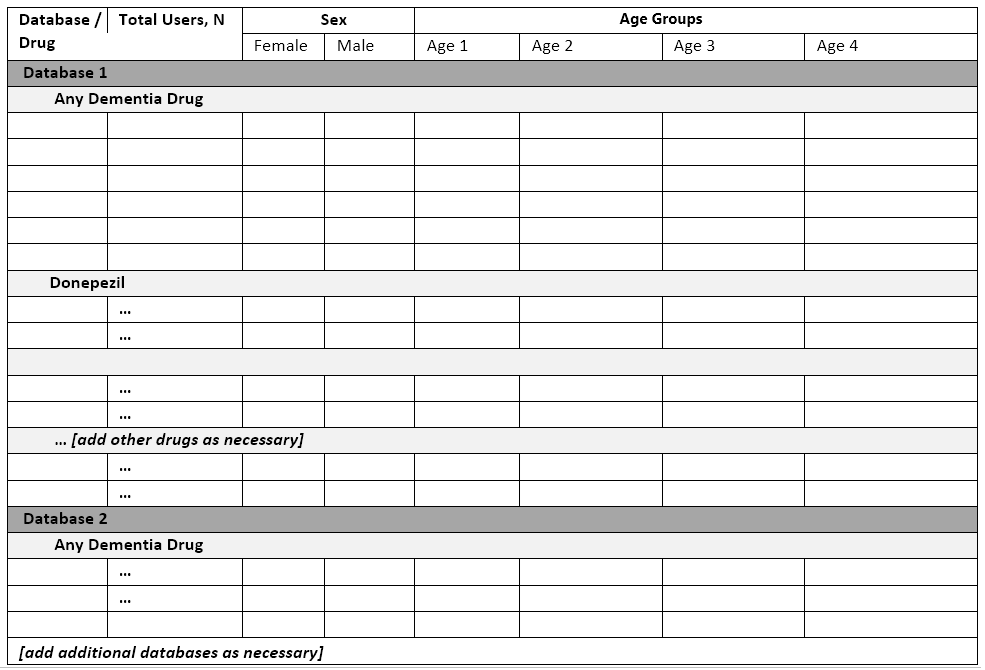 Database / Drug Total Users, N Sex Age Groups
Female Male Age 1 Age 2 Age 3 Age 4
Database 1
Any Dementia Drug
Donepezil
...
...
...
...
... [add other drugs as necessary]
...
...
Database 2
Any Dementia Drug
...
...
[add additional databases as necessary]